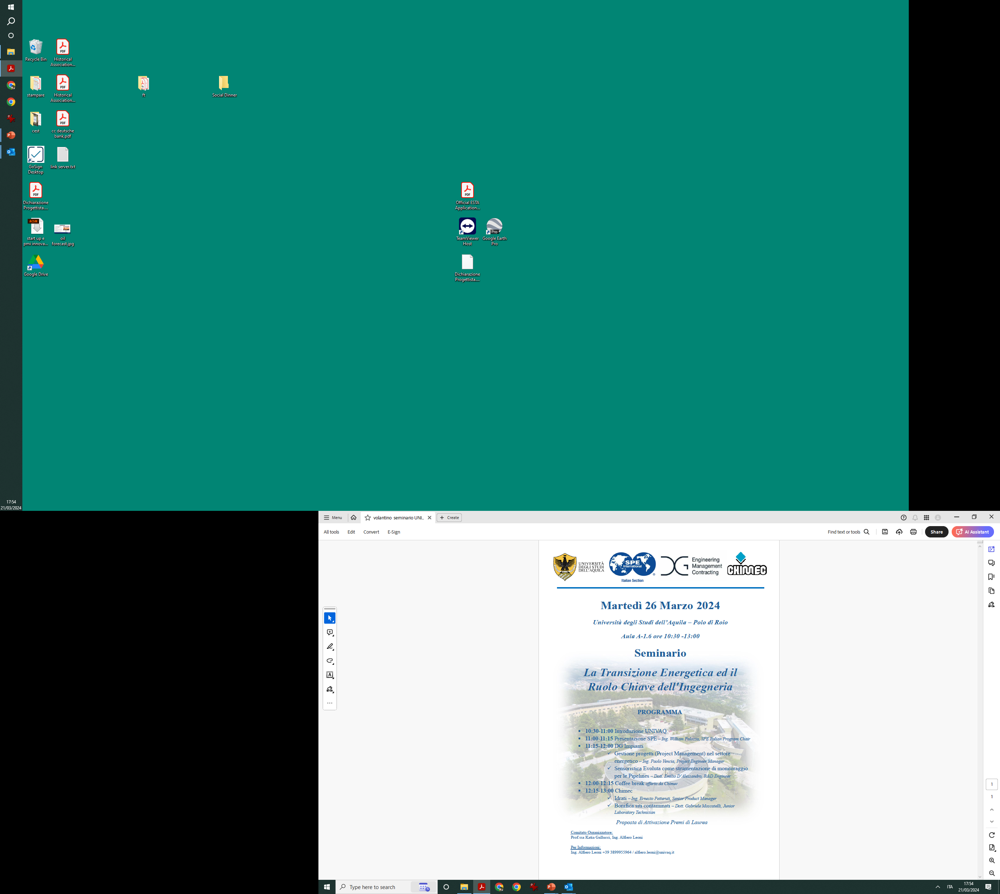 Recycle Bin
Historical Association...
stampare
Historical Association...
ft
Social Dinner
cest
cc deutsche bank.pdf
GoSign Desktop
link server.txt
Dichiarazione Progettista....
Official ESTA Application...
ACSM
start up e pmi innova...
oil forecast.jpg
TeamViewer Host
Pro
Google Earth Pro
Google Drive
Dichiarazione Progettista....
17:54
21/03/2024
Menu
volantino seminario UNI...
Create
All tools
Edit
Convert
E-Sign
Find text or tools
Share
AI Assistant
UNIVERSITÀ
DEGLI STUDI
DELL'AQUILA
SPE
International
Italian Section
DG
Engineering
Management
Contracting
CHIMEC
Martedì 26 Marzo 2024
Università degli Studi dell'Aquila – Polo di Roio
Aula A-1.6 ore 10:30 -13:00
Seminario
La Transizione Energetica ed il
Ruolo Chiave dell'Ingegneria
PROGRAMMA
▪ 10:30-11:00 Introduzione UNIVAQ
▪ 11:00-11:15 Presentazione SPE – Ing. William Palozzo, SPE Italian Program Chair
▪ 11:15-12:00 DG Impianti
✓ Gestione progetti (Project Management) nel settore
energetico – Ing. Paolo Vencia, Project Engineer Manager
✓ Sensoristica Evoluta come strumentazione di monitoraggio
per le Pipelines – Dott. Emilio D'Alessandro, R&D Engineer
▪ 12:00-12:15 Coffee break offerto da Chimec
▪ 12:15-13:00 Chimec
✓ Idrati – Ing. Ernesto Petteruti, Senior Product Manager
✓ Bonifica siti contaminati – Dott. Gabriele Moscatelli, Junior
Laboratory Technician
Proposta di Attivazione Premi di Laurea
Comitato Organizzatore:
Prof.ssa Katia Gallucci, Ing. Alfiero Leoni
Per Informazioni:
Ing. Alfiero Leoni +39 3899955964 / alfiero.leoni@univaq.it
1
1
Type here to search
ITA
17:54
21/03/2024